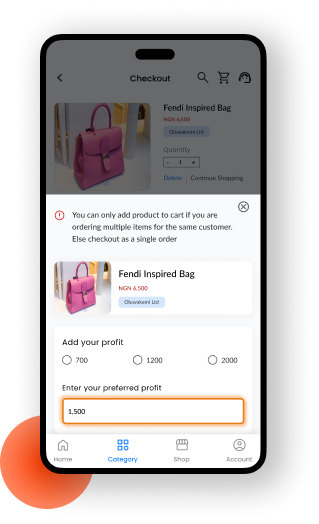 Checkout
Fendi Inspired Bag
NGN 6,500
Oluwakemi Ltd
Quantity
- 1 +
Delete | Continue Shopping
You can only add product to cart if you are
ordering multiple items for the same customer.
Else checkout as a single order
Fendi Inspired Bag
NGN 6,500
Oluwakemi Ltd
Add your profit
700 1200 2000
Enter your preferred profit
1,500
Home Category Shop Account